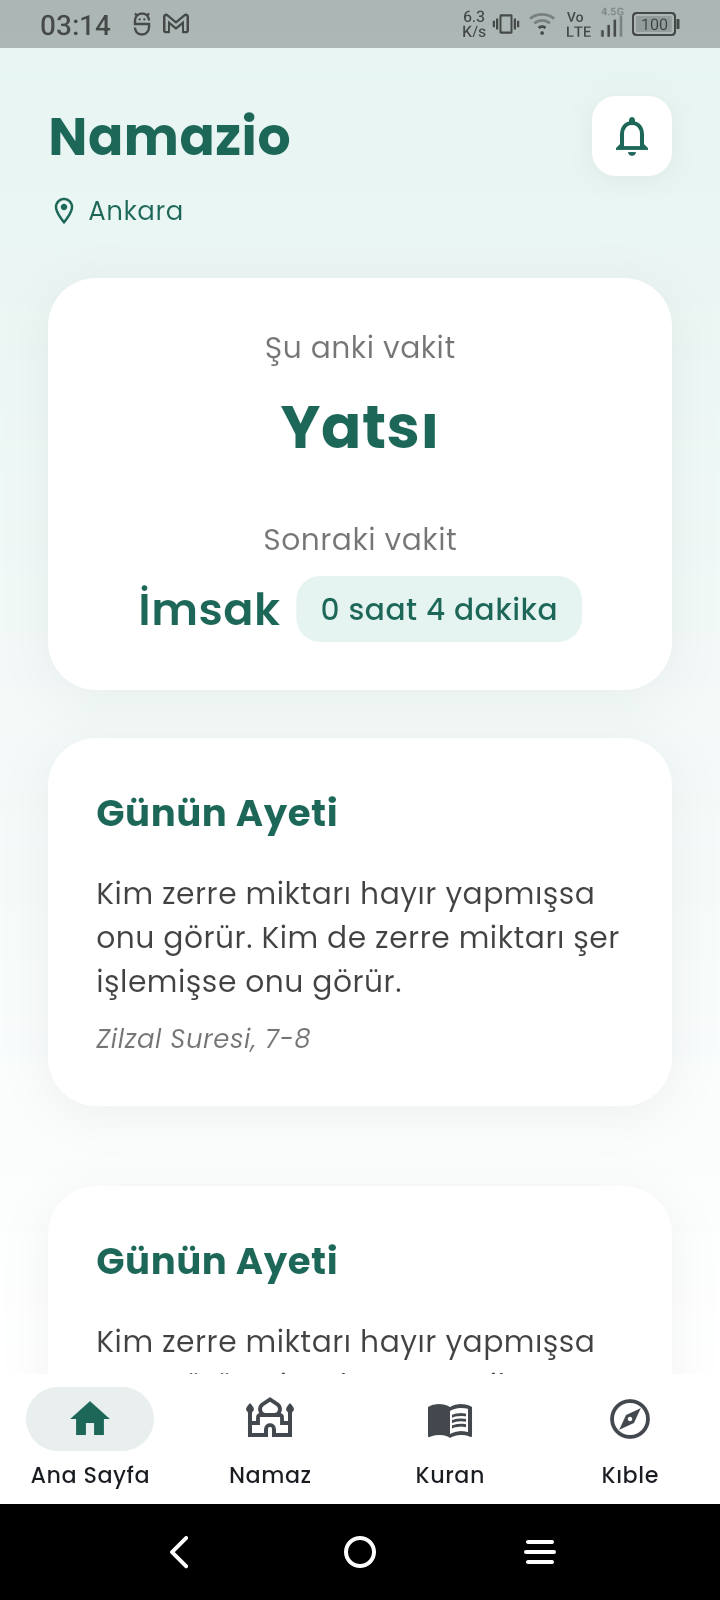 03:14
6.3
K/s
Vo
LTE
4.5G
100
Namazio
Ankara
Şu anki vakit
Yatsı
Sonraki vakit
İmsak 0 saat 4 dakika
Günün Ayeti
Kim zerre miktarı hayır yapmışsa
onu görür. Kim de zerre miktarı şer
işlemişse onu görür.
Zilzal Suresi, 7-8
Günün Ayeti
Kim zerre miktarı hayır yapmışsa
Ana Sayfa
Namaz
Kuran
Kıble